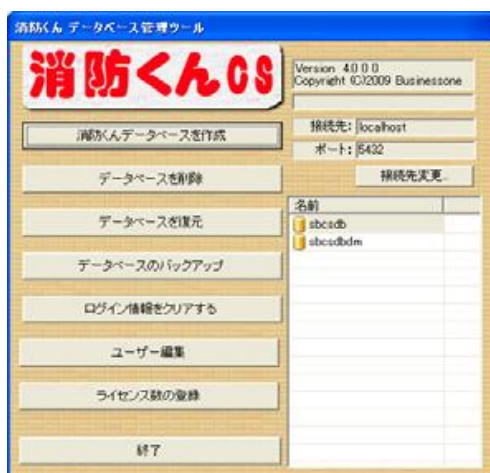 消防くん データベース管理ツール
消防くんCS
Version 4.0.0.0
Copyright (C)2009 Businessone
接続先: localhost
ポート: 5432
接続先変更...
消防くんデータベースを作成
データベースを削除
データベースを復元
データベースのバックアップ
ログイン情報をクリアする
ユーザー編集
ライセンス数の登録
終了
名前
sbcsdb
sbcsdbdm